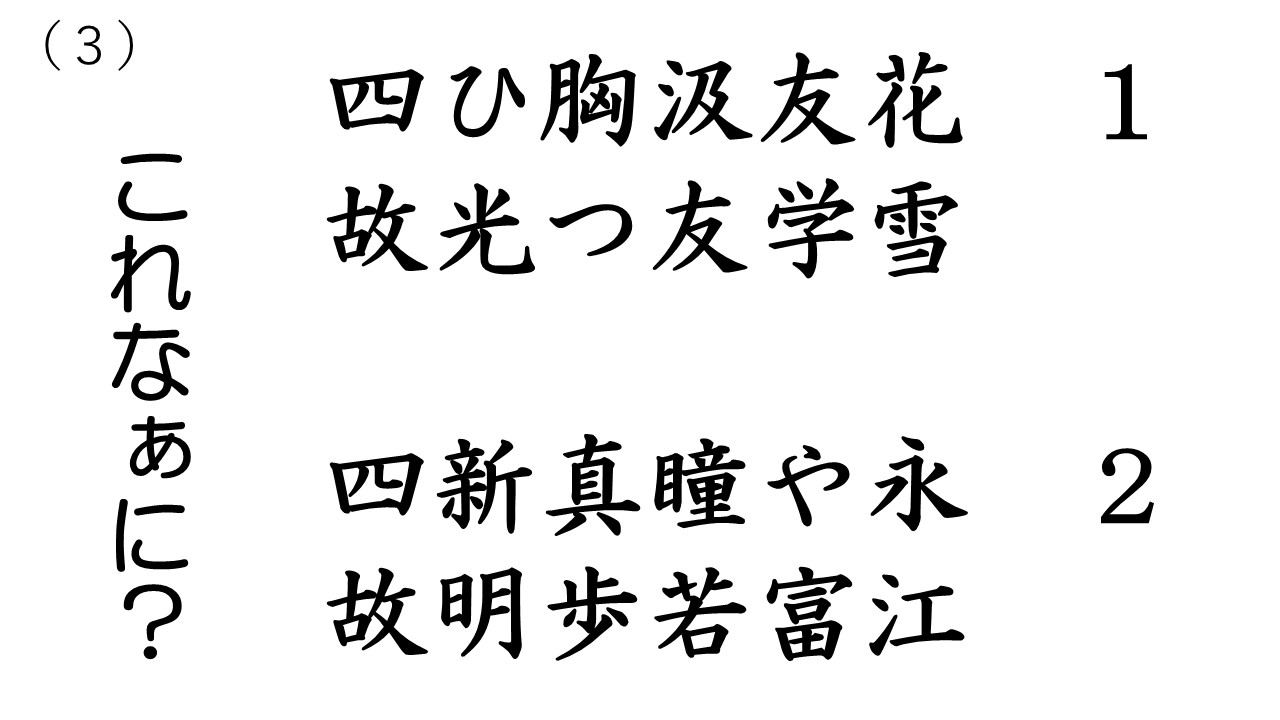 (3)
1
花雪
友学
汲友
胸つ
ひ光
四故
2
永江
や富
瞳若
真歩
新明
四故
これなぁに?